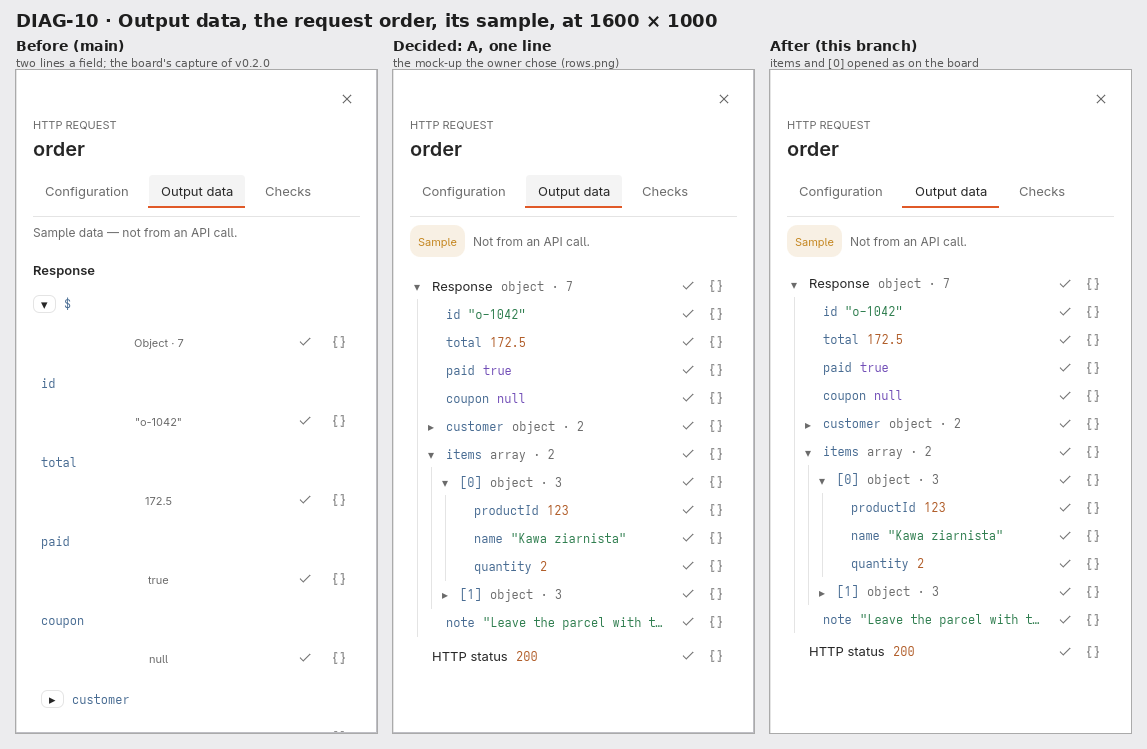 DIAG-10 · Output data, the request order, its sample, at 1600 × 1000
Before (main)
two lines a field; the board's capture of v0.2.0
HTTP REQUEST
order
Configuration Output data Checks
Sample data — not from an API call.
Response
$
Object · 7 {}
id
"o-1042" {}
total
172.5 {}
paid
true {}
coupon
null {}
customer
Decided: A, one line
the mock-up the owner chose (rows.png)
HTTP REQUEST
order
Configuration Output data Checks
Sample Not from an API call.
Response object · 7 {}
id "o-1042" {}
total 172.5 {}
paid true {}
coupon null {}
customer object · 2 {}
items array · 2 {}
[0] object · 3 {}
productId 123 {}
name "Kawa ziarnista" {}
quantity 2 {}
[1] object · 3 {}
note "Leave the parcel with t… {}
HTTP status 200 {}
After (this branch)
items and [0] opened as on the board
HTTP REQUEST
order
Configuration Output data Checks
Sample Not from an API call.
Response object · 7 {}
id "o-1042" {}
total 172.5 {}
paid true {}
coupon null {}
customer object · 2 {}
items array · 2 {}
[0] object · 3 {}
productId 123 {}
name "Kawa ziarnista" {}
quantity 2 {}
[1] object · 3 {}
note "Leave the parcel with t… {}
HTTP status 200 {}